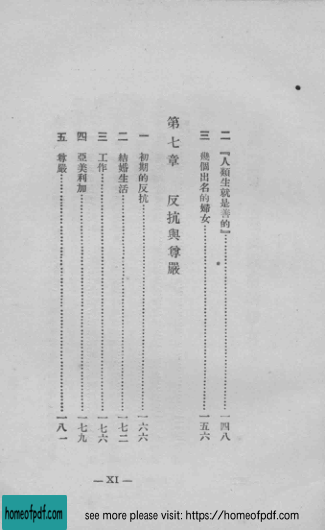 二 『人類生就是善的』……一四八
三 幾個出名的婦女……一五六
第七章 反抗與尊嚴
一 初期的反抗……一六六
二 結婚生活……一七二
三 工作……一七六
四 亞美利加……一七九
五 尊嚴……一八一
— XI —
homeofpdf.com
see more please visit: https://homeofpdf.com